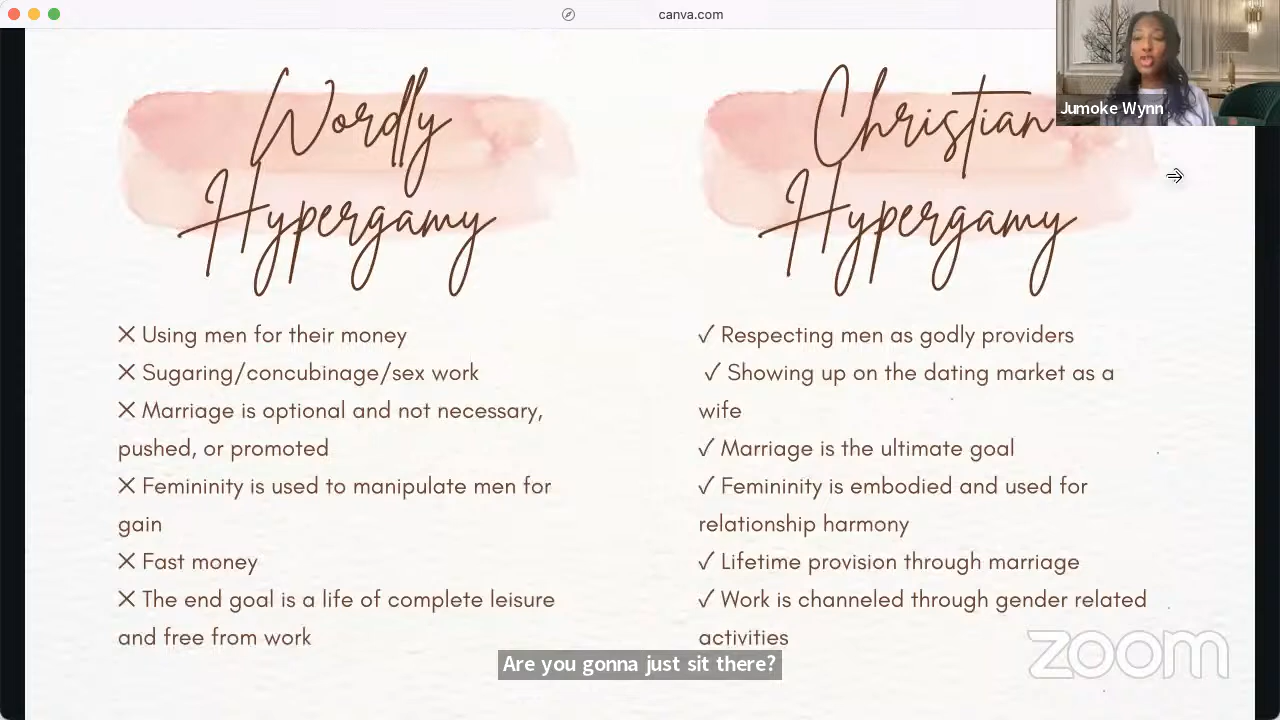 canva.com
Jumoke Wynn
Wordly
Hypergamy
X Using men for their money
X Sugaring/concubinage/sex work
X Marriage is optional and not necessary,
pushed, or promoted
X Femininity is used to manipulate men for
gain
X Fast money
X The end goal is a life of complete leisure
and free from work
Christian
Hypergamy
✓ Respecting men as godly providers
✓ Showing up on the dating market as a
wife
✓ Marriage is the ultimate goal
✓ Femininity is embodied and used for
relationship harmony
✓ Lifetime provision through marriage
✓ Work is channeled through gender related
activities
Are you gonna just sit there?
zoom